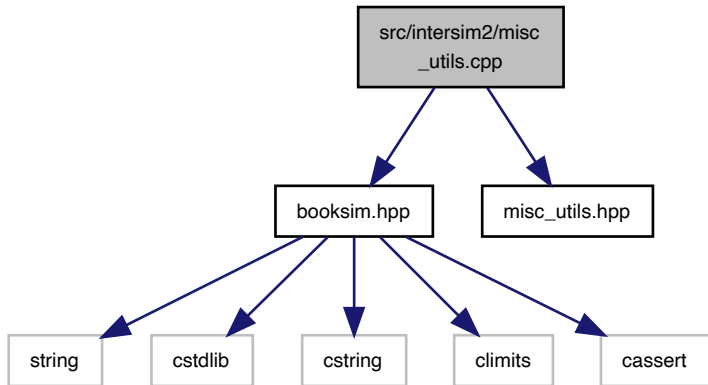 src/intersim2/misc
_utils.cpp
booksim.hpp
misc_utils.hpp
string
cstdlib
cstring
climits
cassert